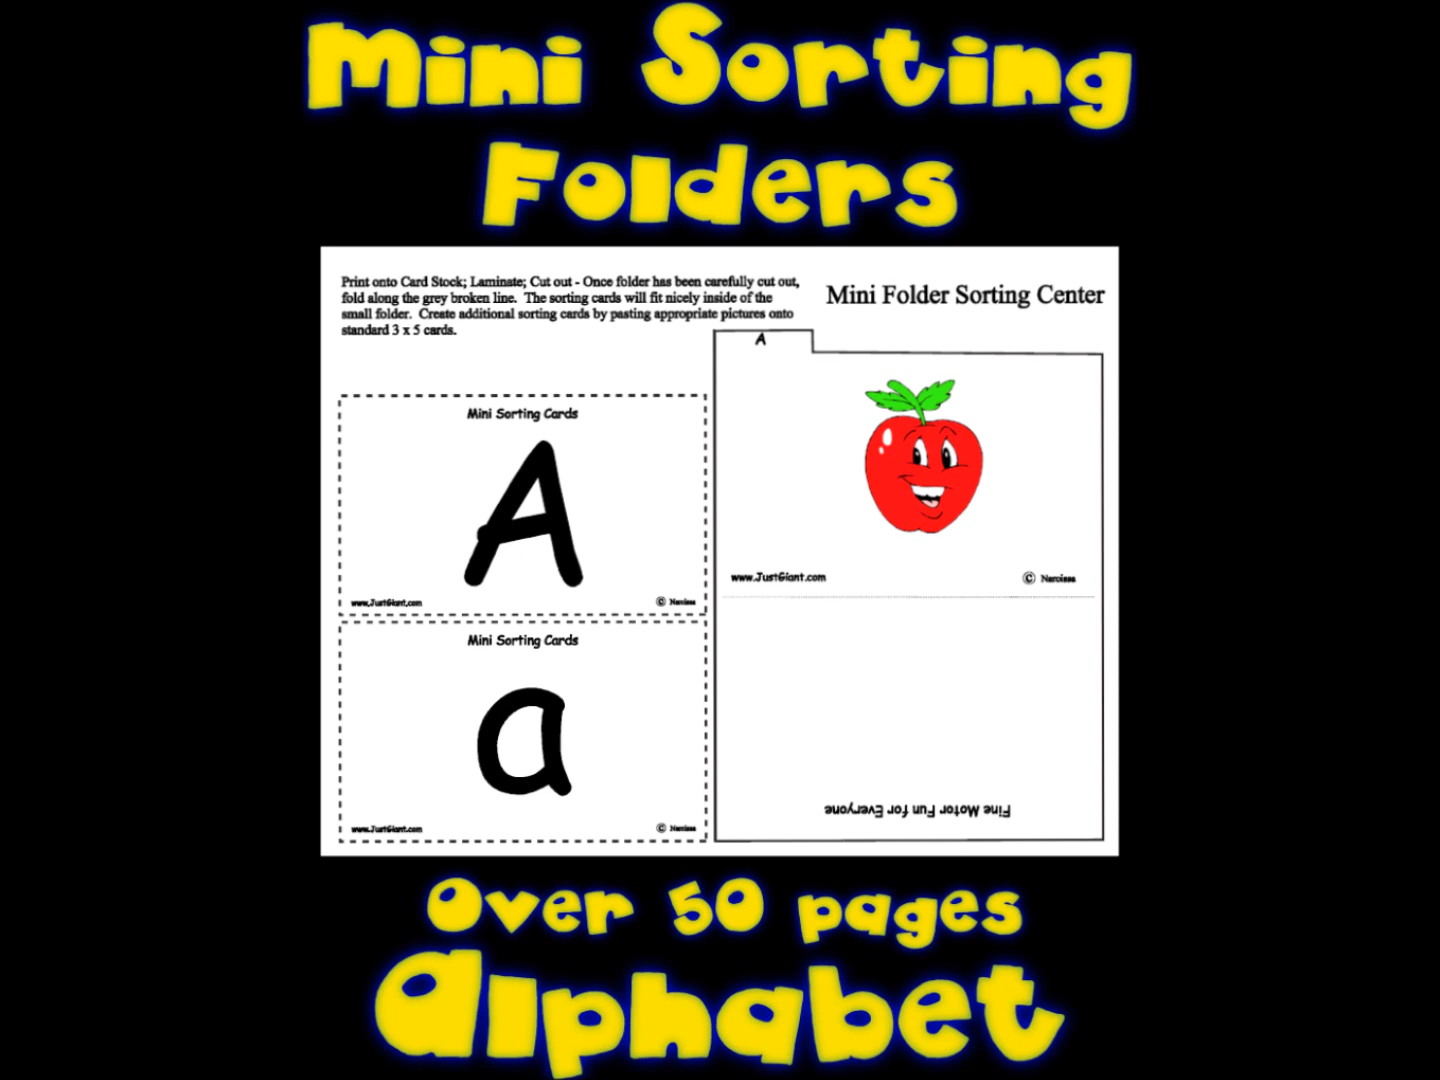 Mini Sorting
Folders
Print onto Card Stock; Laminate; Cut out - Once folder has been carefully cut out,
fold along the grey broken line. The sorting cards will fit nicely inside of the
small folder. Create additional sorting cards by pasting appropriate pictures onto
standard 3 x 5 cards.
Mini Folder Sorting Center
A
Mini Sorting Cards
A
www.JustGiant.com
© Narcissa
Mini Sorting Cards
a
www.JustGiant.com
© Narcissa
www.JustGiant.com
© Narcissa
Fine Motor Fun for Everyone
Over 50 pages
Alphabet